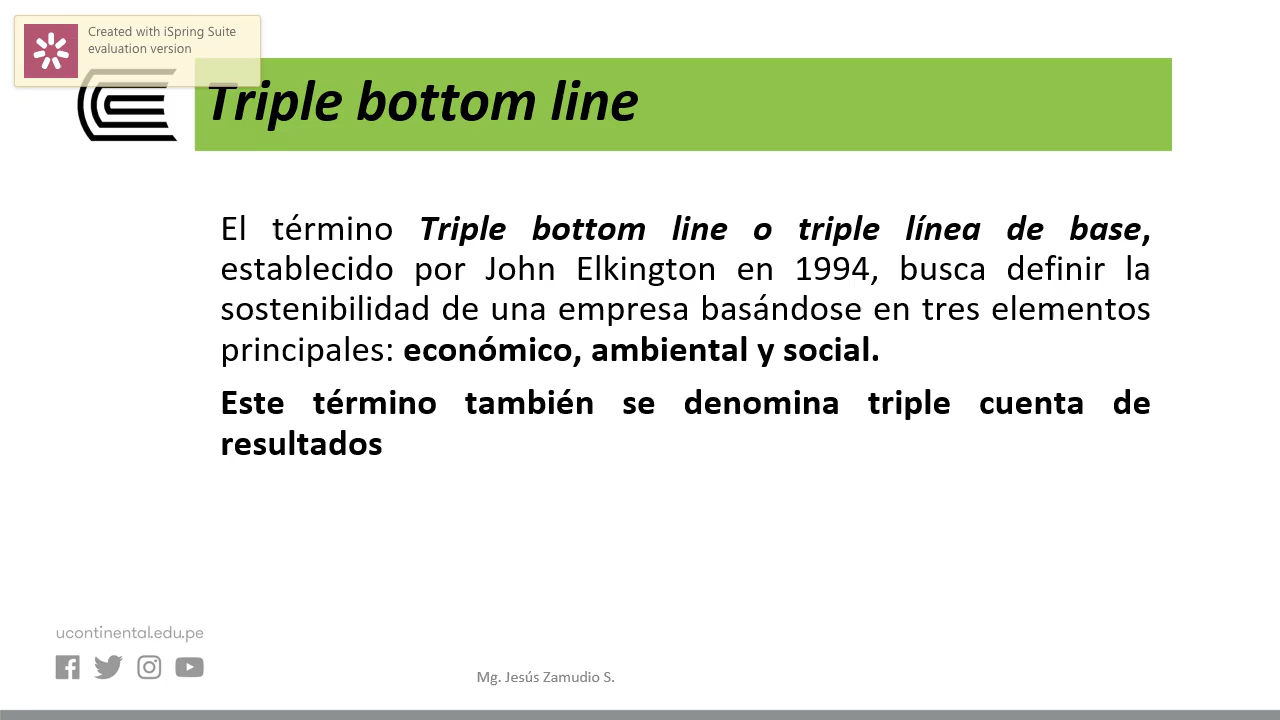 Created with iSpring Suite
evaluation version
Triple bottom line
El término Triple bottom line o triple línea de base,
establecido por John Elkington en 1994, busca definir la
sostenibilidad de una empresa basándose en tres elementos
principales: económico, ambiental y social.
Este término también se denomina triple cuenta de
resultados
ucontinental.edu.pe
Mg. Jesús Zamudio S.